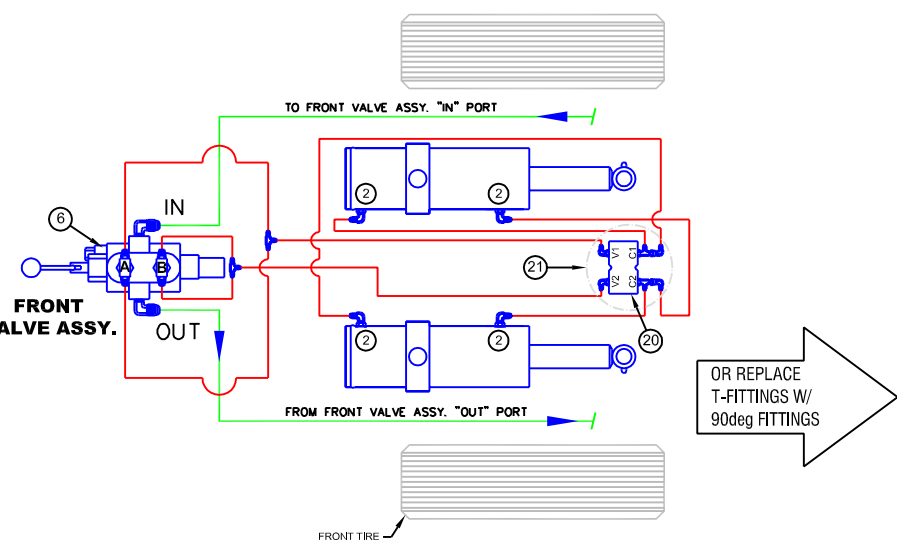 TO FRONT VALVE ASSY. "IN" PORT
2
2
IN
6
A
B
V1
C1
21
V2
C2
FRONT
VALVE ASSY.
OUT
2
2
20
OR REPLACE
T-FITTINGS W/
90deg FITTINGS
FROM FRONT VALVE ASSY. "OUT" PORT
FRONT TIRE